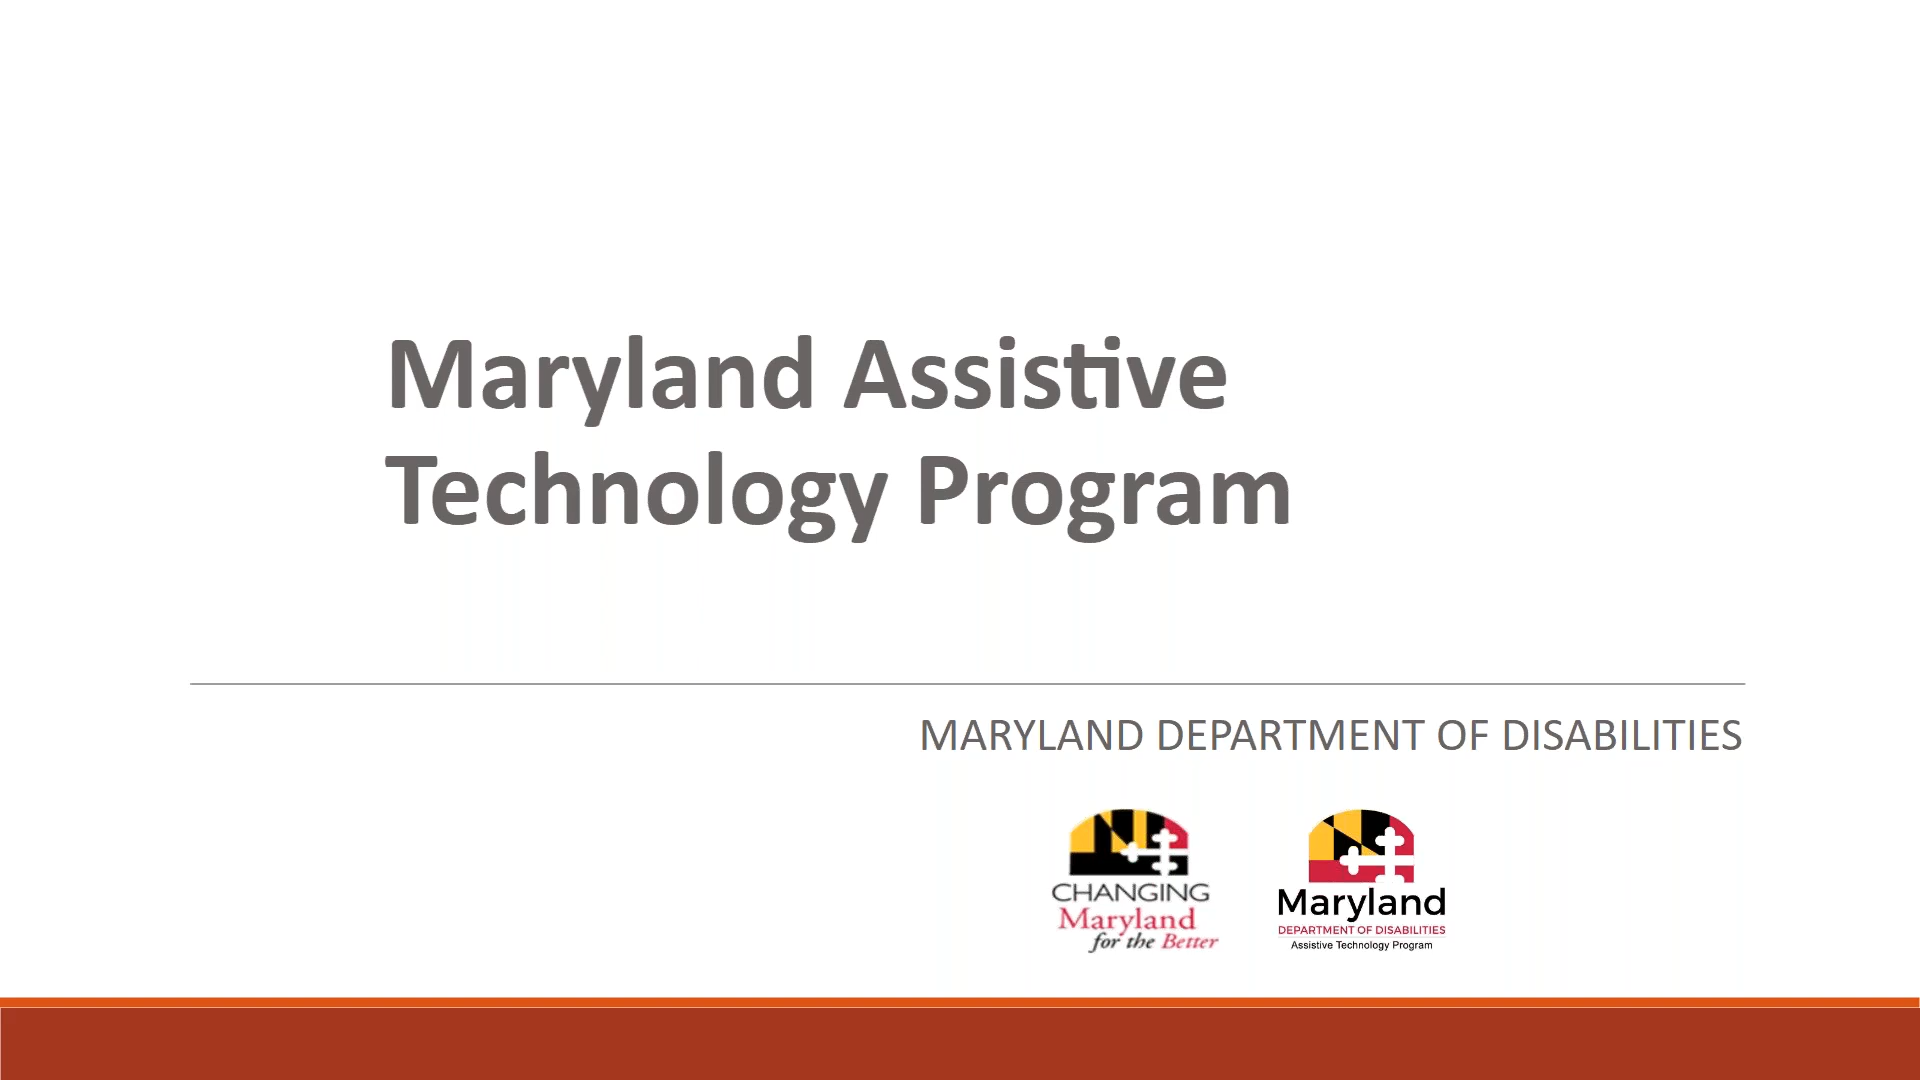 Maryland Assistive
Technology Program
MARYLAND DEPARTMENT OF DISABILITIES
CHANGING
Maryland
for the Better
Maryland
DEPARTMENT OF DISABILITIES
Assistive Technology Program